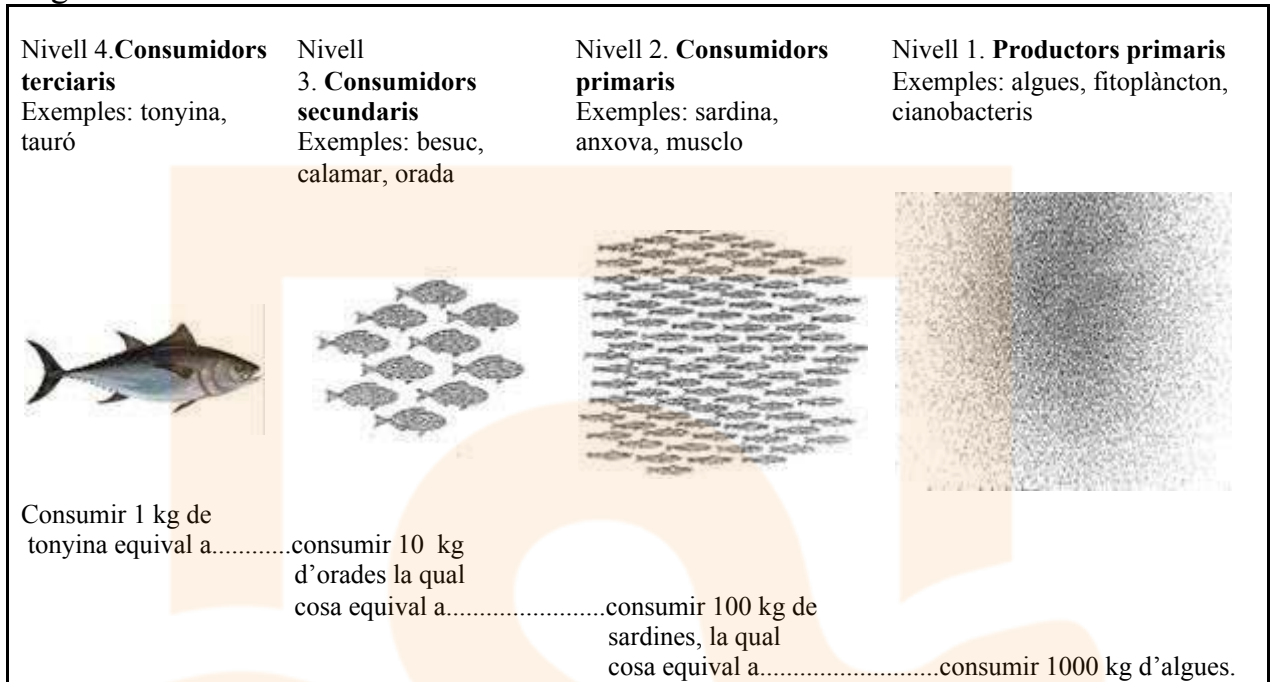 Nivell 4.Consumidors
terciaris
Exemples: tonyina,
tauró
Nivell
3. Consumidors
secundaris
Exemples: besuc,
calamar, orada
Nivell 2. Consumidors
primaris
Exemples: sardina,
anxova, musclo
Nivell 1. Productors primaris
Exemples: algues, fitoplàncton,
cianobacteris
Consumir 1 kg de
tonyina equival a............consumir 10 kg
d’orades la qual
cosa equival a........................consumir 100 kg de
sardines, la qual
cosa equival a...........................consumir 1000 kg d’algues.